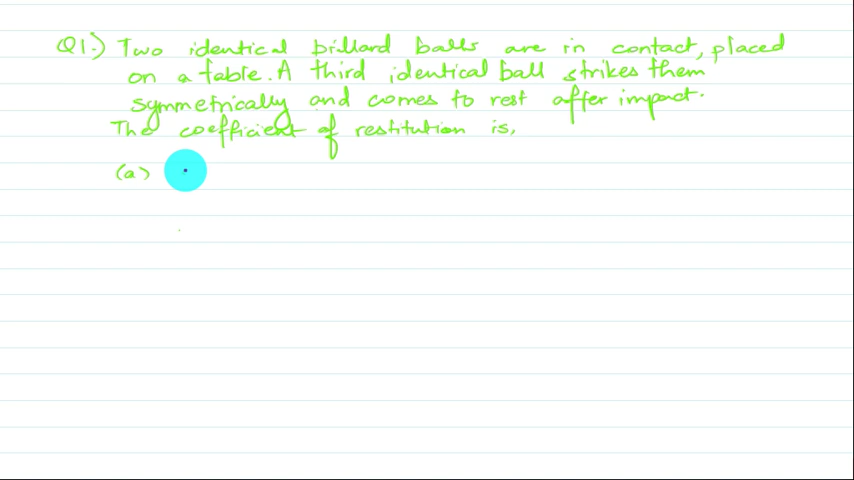 Q1.) Two identical billard balls are in contact, placed
on a table. A third identical ball strikes them
symmetrically and comes to rest after impact.
The coefficient of restitution is,
(a)